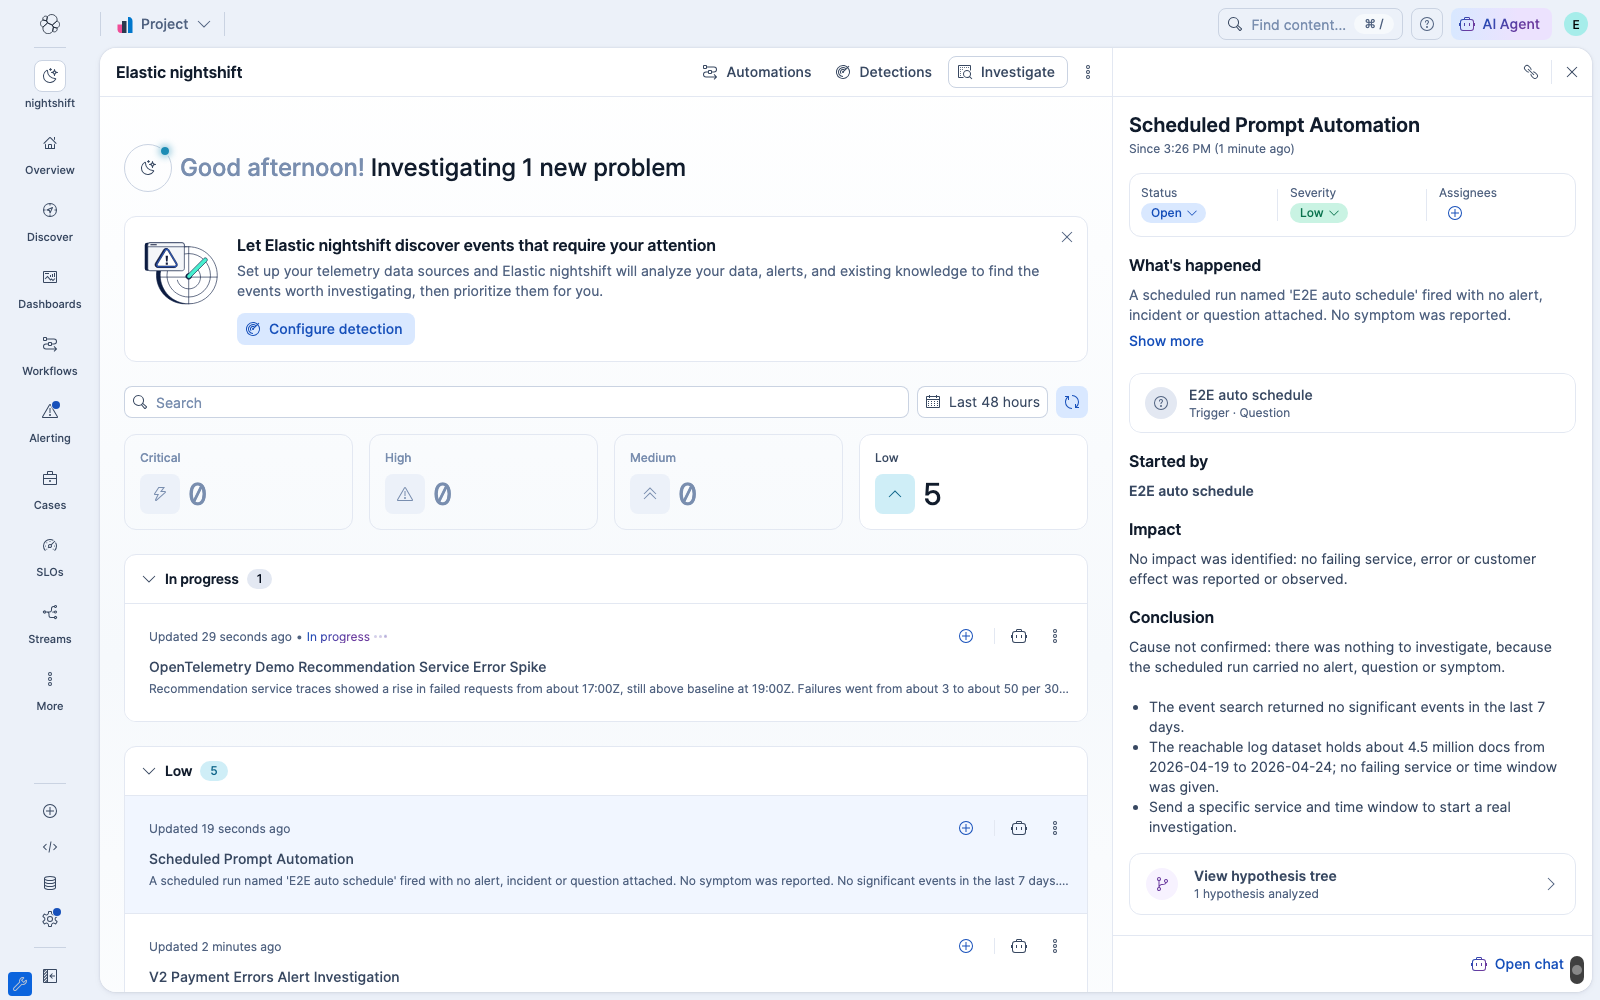 Project
Find content...
⌘ /
AI Agent
E
nightshift
Overview
Discover
Dashboards
Workflows
Alerting
Cases
SLOs
Streams
More
Elastic nightshift
Automations
Detections
Investigate
Good afternoon! Investigating 1 new problem
Let Elastic nightshift discover events that require your attention
Set up your telemetry data sources and Elastic nightshift will analyze your data, alerts, and existing knowledge to find the
events worth investigating, then prioritize them for you.
Configure detection
Search
Last 48 hours
Critical
0
High
0
Medium
0
Low
5
In progress 1
Updated 29 seconds ago • In progress
OpenTelemetry Demo Recommendation Service Error Spike
Recommendation service traces showed a rise in failed requests from about 17:00Z, still above baseline at 19:00Z. Failures went from about 3 to about 50 per 30...
Low 5
Updated 19 seconds ago
Scheduled Prompt Automation
A scheduled run named 'E2E auto schedule' fired with no alert, incident or question attached. No symptom was reported. No significant events in the last 7 days....
Updated 2 minutes ago
V2 Payment Errors Alert Investigation
Scheduled Prompt Automation
Since 3:26 PM (1 minute ago)
Status
Open
Severity
Low
Assignees
What's happened
A scheduled run named 'E2E auto schedule' fired with no alert,
incident or question attached. No symptom was reported.
Show more
E2E auto schedule
Trigger · Question
Started by
E2E auto schedule
Impact
No impact was identified: no failing service, error or customer
effect was reported or observed.
Conclusion
Cause not confirmed: there was nothing to investigate, because
the scheduled run carried no alert, question or symptom.
• The event search returned no significant events in the last 7
days.
• The reachable log dataset holds about 4.5 million docs from
2026-04-19 to 2026-04-24; no failing service or time window
was given.
• Send a specific service and time window to start a real
investigation.
View hypothesis tree
1 hypothesis analyzed
Open chat